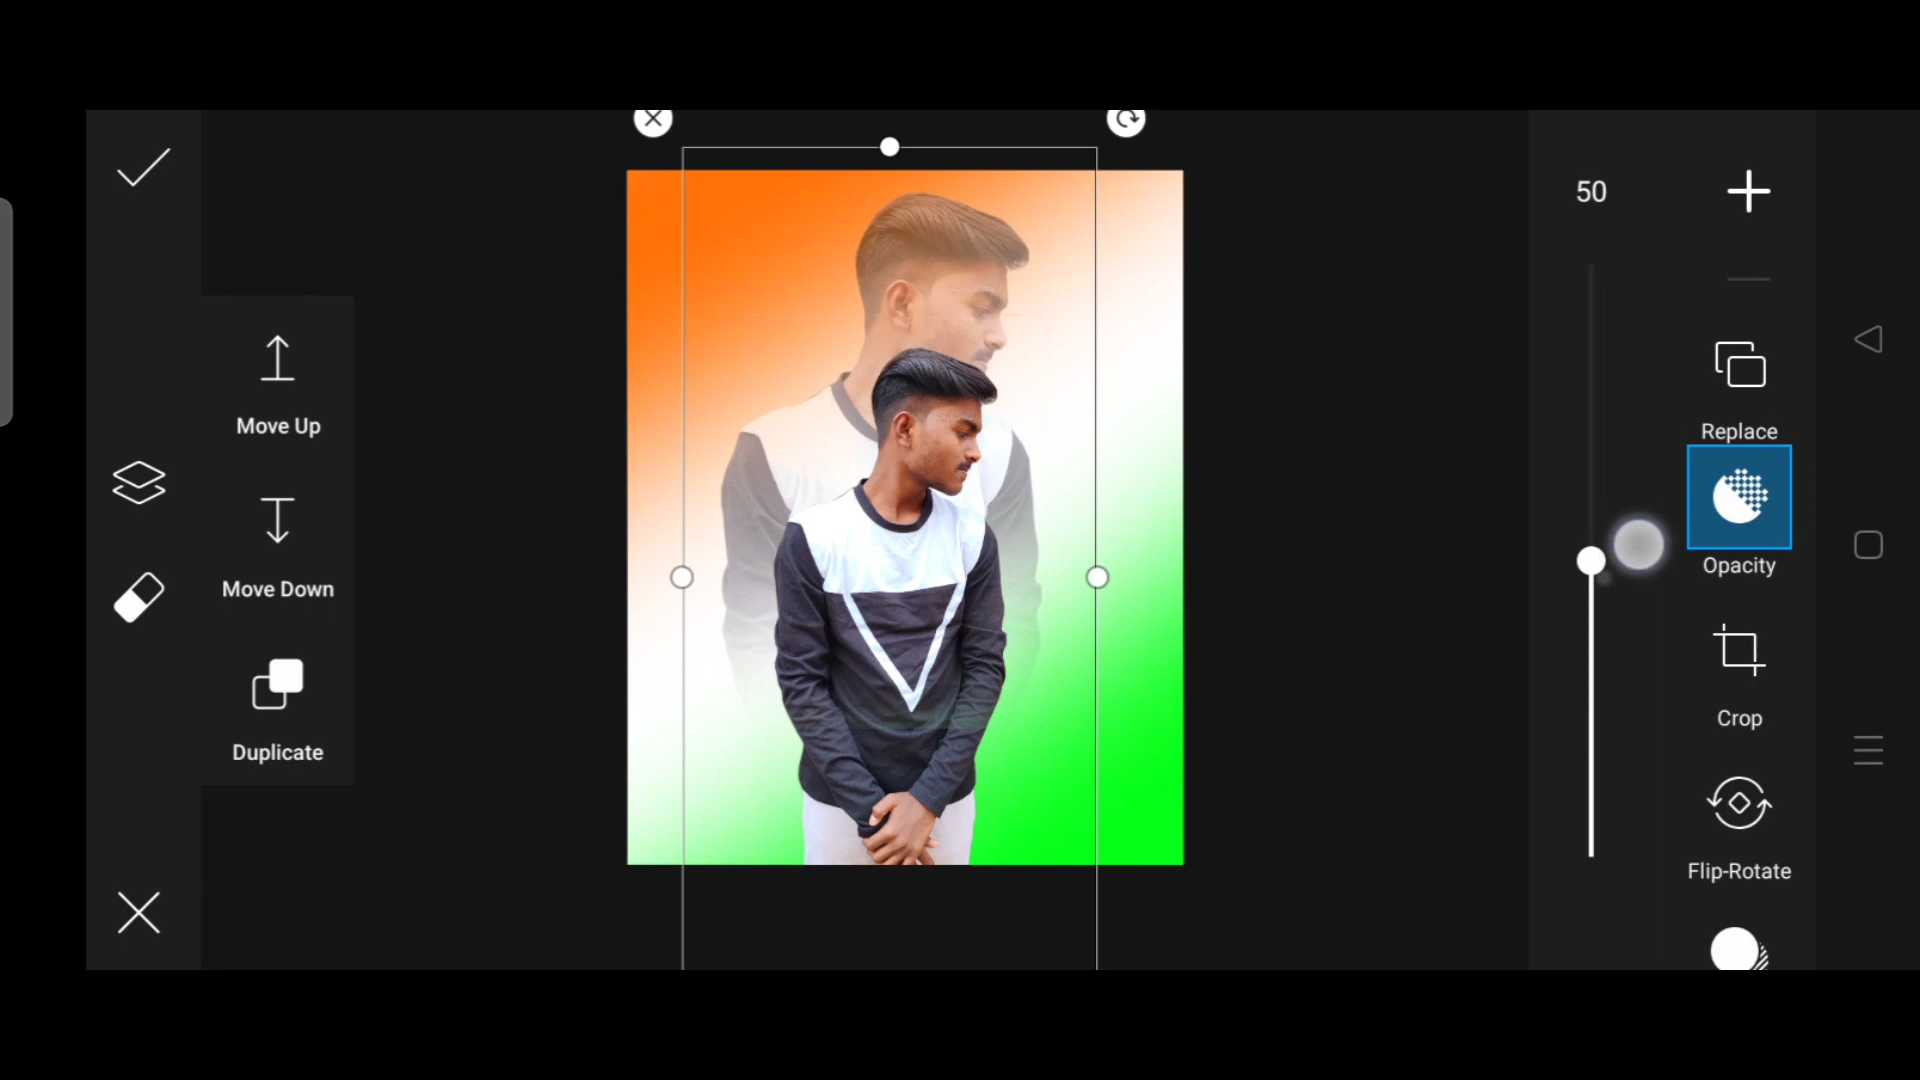 50
Move Up
Move Down
Duplicate
Replace
Opacity
Crop
Flip-Rotate